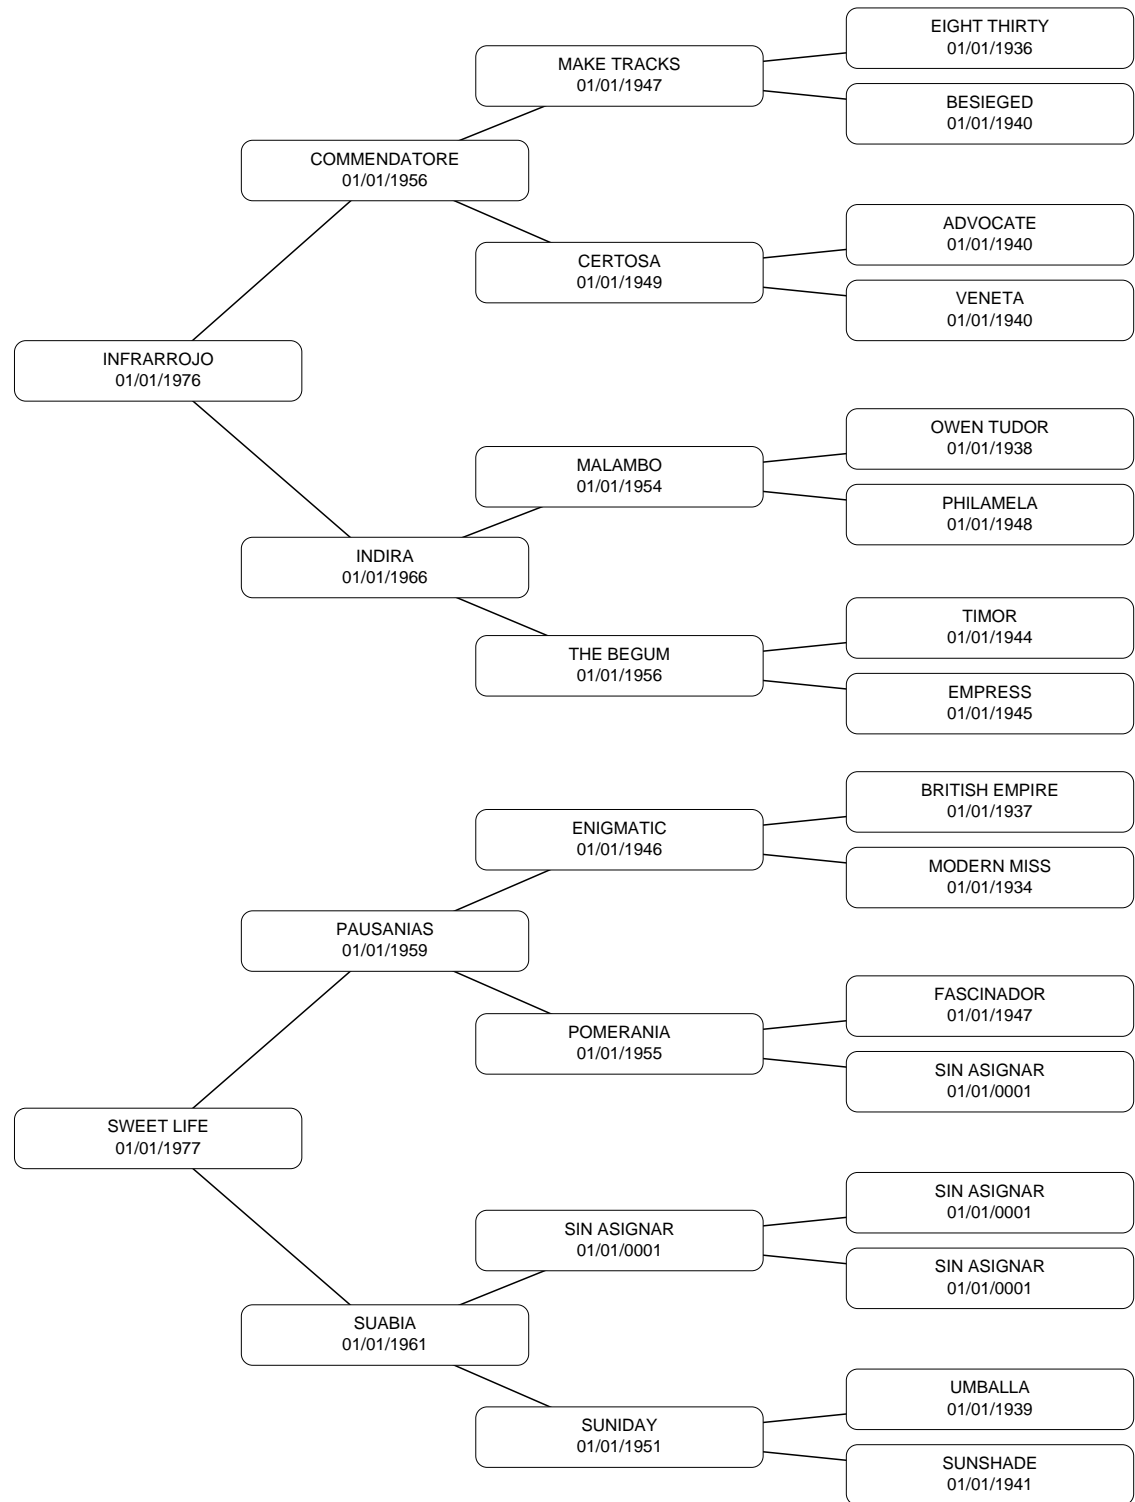 EIGHT THIRTY
01/01/1936
MAKE TRACKS
01/01/1947
BESIEGED
01/01/1940
COMMENDATORE
01/01/1956
ADVOCATE
01/01/1940
CERTOSA
01/01/1949
VENETA
01/01/1940
INFRARROJO
01/01/1976
OWEN TUDOR
01/01/1938
MALAMBO
01/01/1954
PHILAMELA
01/01/1948
INDIRA
01/01/1966
TIMOR
01/01/1944
THE BEGUM
01/01/1956
EMPRESS
01/01/1945
BRITISH EMPIRE
01/01/1937
ENIGMATIC
01/01/1946
MODERN MISS
01/01/1934
PAUSANIAS
01/01/1959
FASCINADOR
01/01/1947
POMERANIA
01/01/1955
SIN ASIGNAR
01/01/0001
SWEET LIFE
01/01/1977
SIN ASIGNAR
01/01/0001
SIN ASIGNAR
01/01/0001
SIN ASIGNAR
01/01/0001
SUABIA
01/01/1961
UMBALLA
01/01/1939
SUNIDAY
01/01/1951
SUNSHADE
01/01/1941